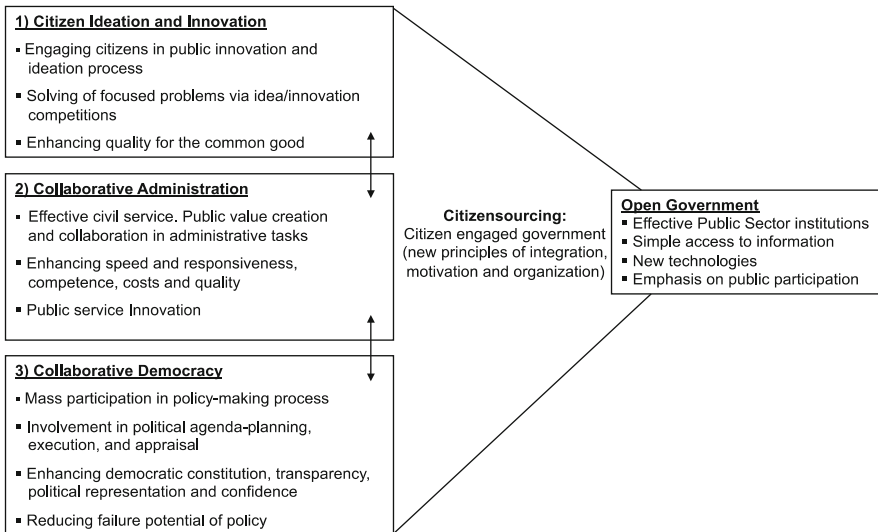 1) Citizen Ideation and Innovation
▪ Engaging citizens in public innovation and
ideation process
▪ Solving of focused problems via idea/innovation
competitions
▪ Enhancing quality for the common good
2) Collaborative Administration
▪ Effective civil service. Public value creation
and collaboration in administrative tasks
▪ Enhancing speed and responsiveness,
competence, costs and quality
▪ Public service Innovation
3) Collaborative Democracy
▪ Mass participation in policy-making process
▪ Involvement in political agenda-planning,
execution, and appraisal
▪ Enhancing democratic constitution, transparency,
political representation and confidence
▪ Reducing failure potential of policy
Citizensourcing:
Citizen engaged government
(new principles of integration,
motivation and organization)
Open Government
▪ Effective Public Sector institutions
▪ Simple access to information
▪ New technologies
▪ Emphasis on public participation